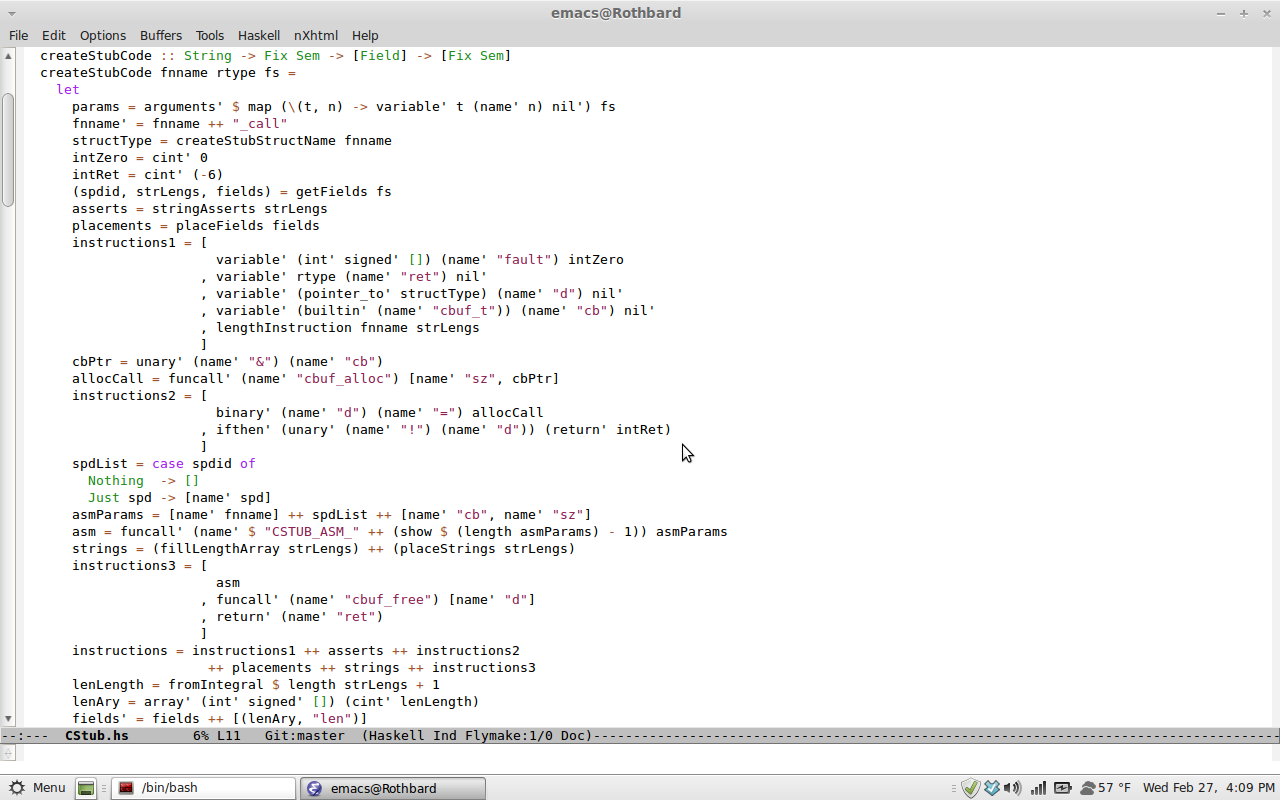 emacs@Rothbard
File Edit Options Buffers Tools Haskell nXhtml Help
createStubCode :: String -> Fix Sem -> [Field] -> [Fix Sem]
createStubCode fnname rtype fs =
  let
    params = arguments' $ map (\(t, n) -> variable' t (name' n) nil') fs
    fnname' = fnname ++ "_call"
    structType = createStubStructName fnname
    intZero = cint' 0
    intRet = cint' (-6)
    (spdid, strLengs, fields) = getFields fs
    asserts = stringAsserts strLengs
    placements = placeFields fields
    instructions1 = [
                      variable' (int' signed' []) (name' "fault") intZero
                    , variable' rtype (name' "ret") nil'
                    , variable' (pointer_to' structType) (name' "d") nil'
                    , variable' (builtin' (name' "cbuf_t")) (name' "cb") nil'
                    , lengthInstruction fnname strLengs
                    ]
    cbPtr = unary' (name' "&") (name' "cb")
    allocCall = funcall' (name' "cbuf_alloc") [name' "sz", cbPtr]
    instructions2 = [
                      binary' (name' "d") (name' "=") allocCall
                    , ifthen' (unary' (name' "!") (name' "d")) (return' intRet)
                    ]
    spdList = case spdid of
      Nothing  -> []
      Just spd -> [name' spd]
    asmParams = [name' fnname] ++ spdList ++ [name' "cb", name' "sz"]
    asm = funcall' (name' $ "CSTUB_ASM_" ++ (show $ (length asmParams) - 1)) asmParams
    strings = (fillLengthArray strLengs) ++ (placeStrings strLengs)
    instructions3 = [
                      asm
                    , funcall' (name' "cbuf_free") [name' "d"]
                    , return' (name' "ret")
                    ]
    instructions = instructions1 ++ asserts ++ instructions2
                     ++ placements ++ strings ++ instructions3
    lenLength = fromIntegral $ length strLengs + 1
    lenAry = array' (int' signed' []) (cint' lenLength)
    fields' = fields ++ [(lenAry, "len")]
--:---  CStub.hs        6% L11   Git:master  (Haskell Ind Flymake:1/0 Doc)--------------------------------------------------------------------------------------
Menu /bin/bash emacs@Rothbard 57 °F Wed Feb 27, 4:09 PM